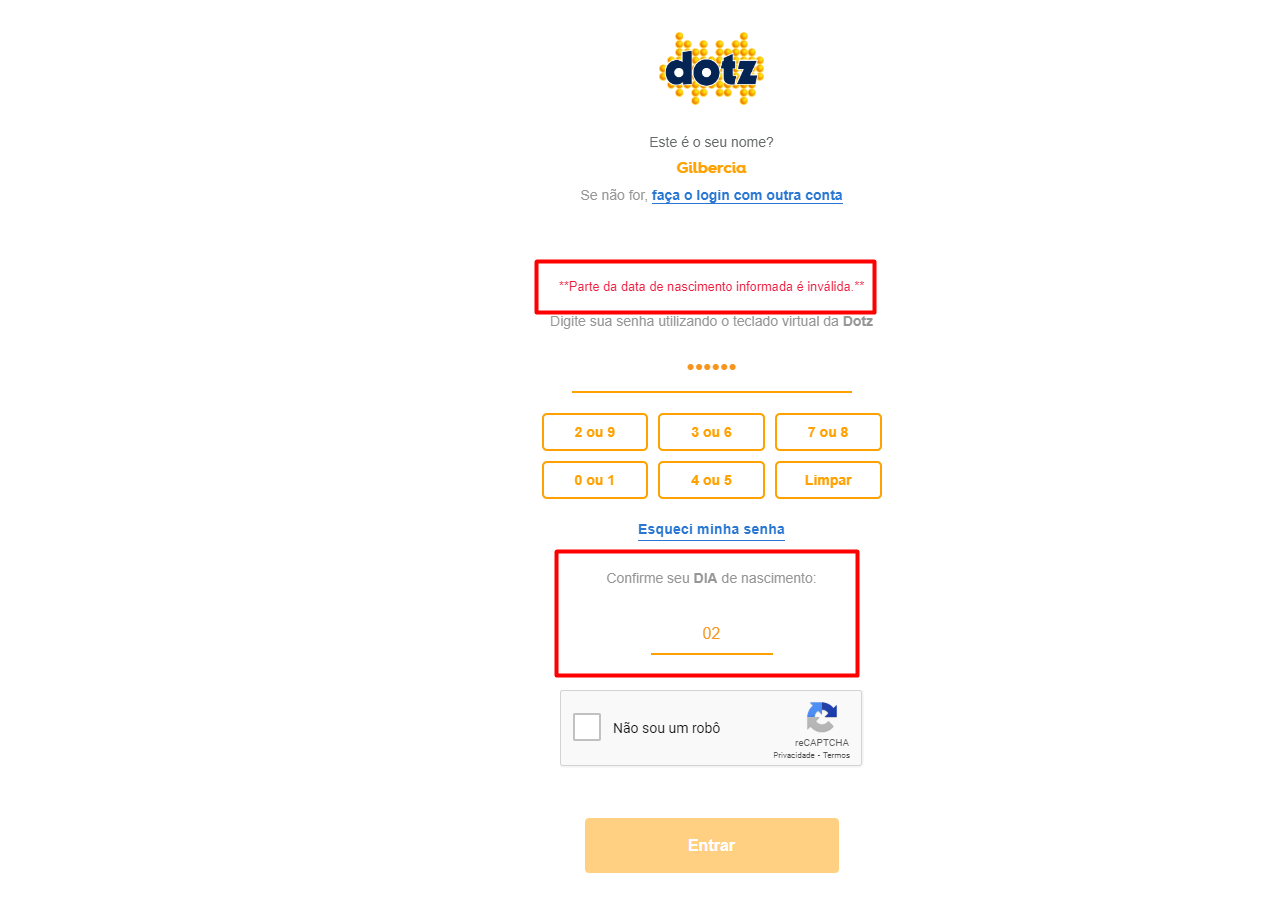 dotz
Este é o seu nome?
Gilbercia
Se não for, faça o login com outra conta
**Parte da data de nascimento informada é inválida.**
Digite sua senha utilizando o teclado virtual da Dotz
••••••
2 ou 9 3 ou 6 7 ou 8
0 ou 1 4 ou 5 Limpar
Esqueci minha senha
Confirme seu DIA de nascimento:
02
Não sou um robô
reCAPTCHA
Privacidade - Termos
Entrar